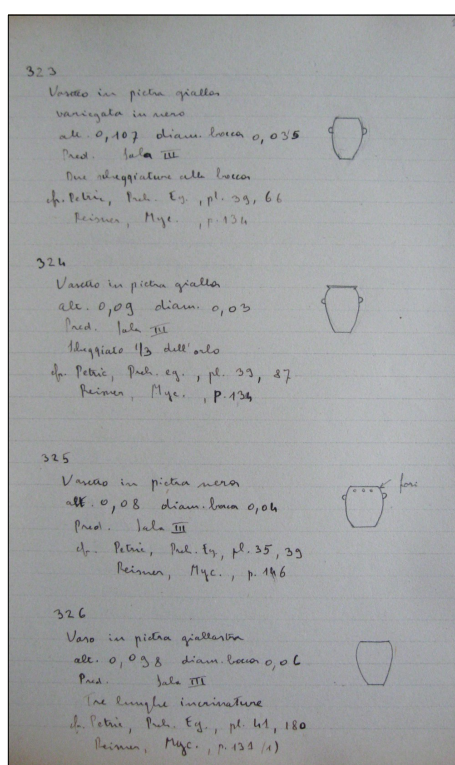 323
Vasetto in pietra gialla
variegata in nero
alt. 0,107 diam. bocca 0,035
Pred. Sala III
Due sbeggiature alla bocca
cfr. Petrie, Preh. Eg., pl. 39, 66
Reisner, Myc., p. 134
324
Vasetto in pietra gialla
alt. 0,09 diam. 0,03
Pred. Sala III
Sbeggiato 1/3 dell'orlo
cfr. Petrie, Preh. eg., pl. 39, 87
Reisner, Myc., p. 134
325
Vasetto in pietra nera
alt. 0,08 diam. bocca 0,04
fori
Pred. Sala III
cfr. Petrie, Preh. Eg., pl. 35, 39
Reisner, Myc., p. 146
326
Vaso in pietra giallastra
alt. 0,098 diam. bocca 0,06
Pred. Sala III
Tre lunghe incrinature
cfr. Petrie, Preh. Eg., pl. 41, 180
Reisner, Myc., p. 139 /1)